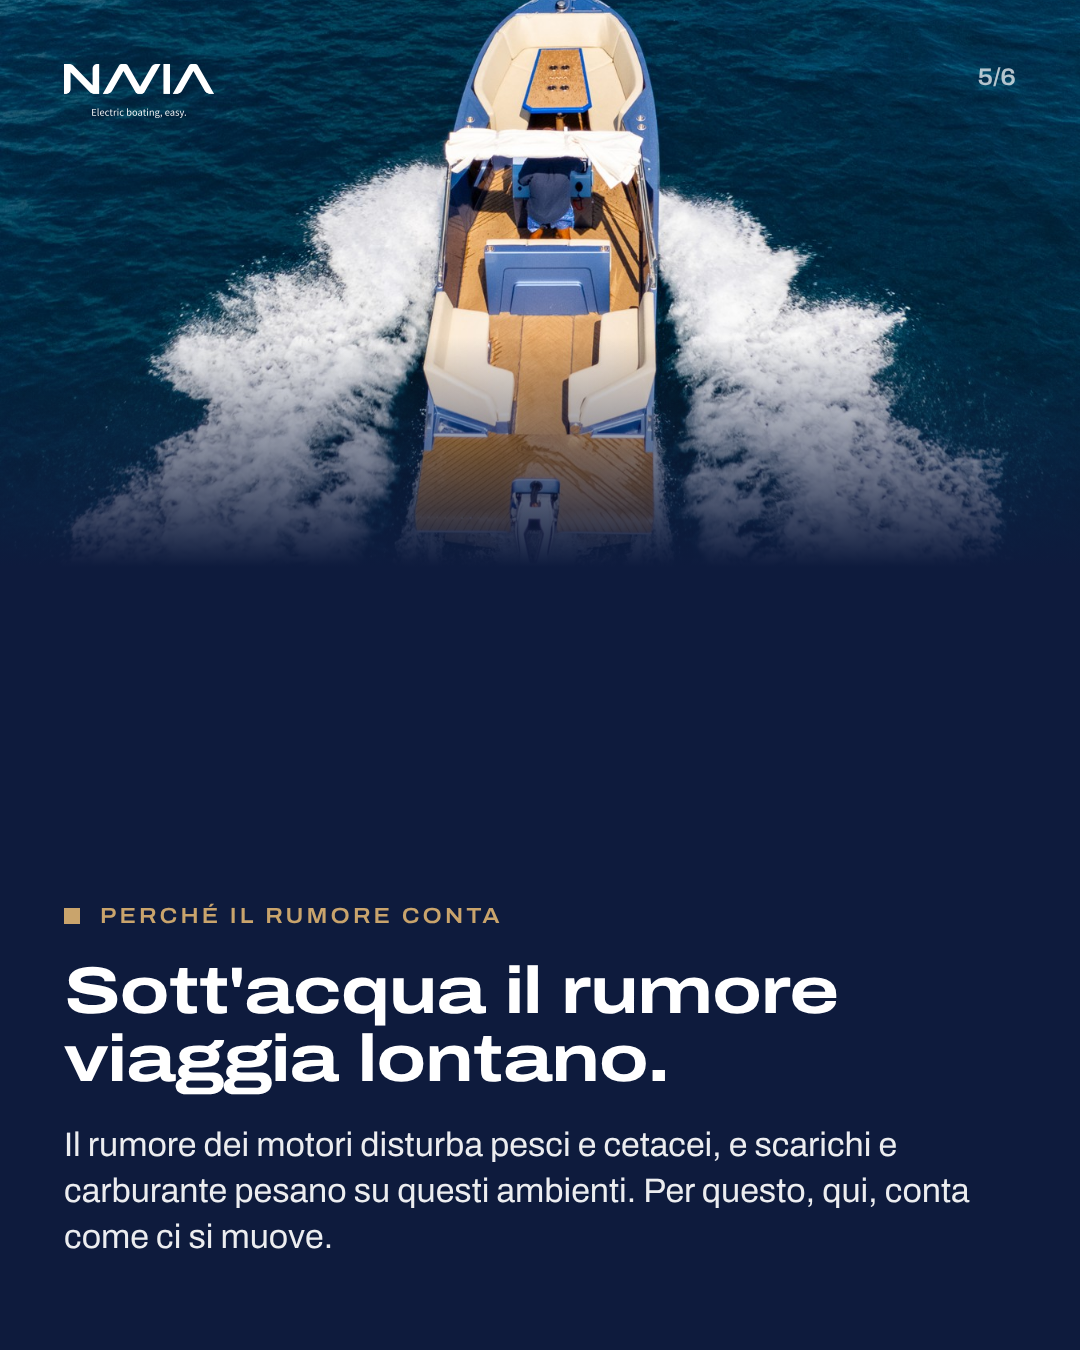 NAVIA
Electric boating, easy.
5/6
PERCHÉ IL RUMORE CONTA
Sott'acqua il rumore
viaggia lontano.
Il rumore dei motori disturba pesci e cetacei, e scarichi e
carburante pesano su questi ambienti. Per questo, qui, conta
come ci si muove.